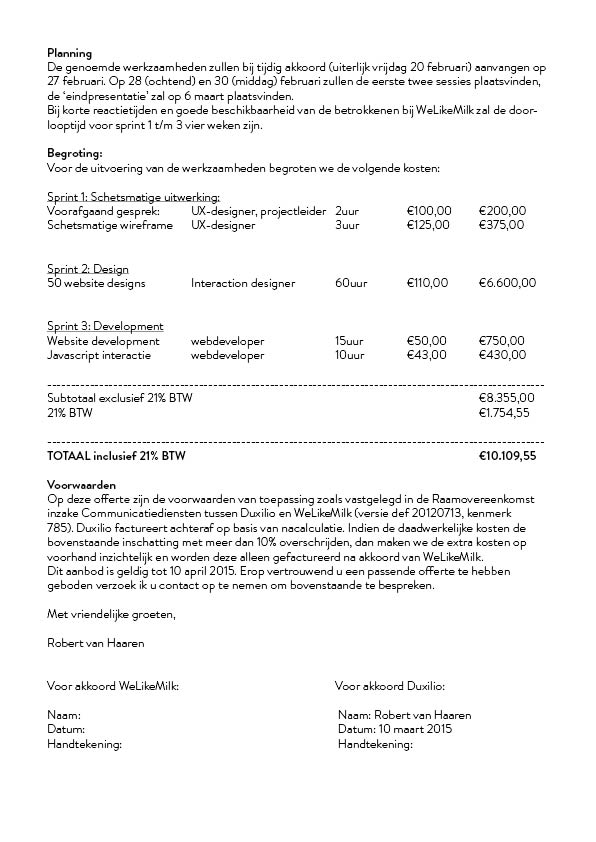 Planning
De genoemde werkzaamheden zullen bij tijdig akkoord (uiterlijk vrijdag 20 februari) aanvangen op
27 februari. Op 28 (ochtend) en 30 (middag) februari zullen de eerste twee sessies plaatsvinden,
de ‘eindpresentatie’ zal op 6 maart plaatsvinden.
Bij korte reactietijden en goede beschikbaarheid van de betrokkenen bij WeLikeMilk zal de door-
looptijd voor sprint 1 t/m 3 vier weken zijn.
Begroting:
Voor de uitvoering van de werkzaamheden begroten we de volgende kosten:
Sprint 1: Schetsmatige uitwerking:
Voorafgaand gesprek: UX-designer, projectleider 2uur €100,00 €200,00
Schetsmatige wireframe UX-designer 3uur €125,00 €375,00
Sprint 2: Design
50 website designs Interaction designer 60uur €110,00 €6.600,00
Sprint 3: Development
Website development webdeveloper 15uur €50,00 €750,00
Javascript interactie webdeveloper 10uur €43,00 €430,00
Subtotaal exclusief 21% BTW €8.355,00
21% BTW €1.754,55
TOTAAL inclusief 21% BTW €10.109,55
Voorwaarden
Op deze offerte zijn de voorwaarden van toepassing zoals vastgelegd in de Raamovereenkomst
inzake Communicatiediensten tussen Duxilio en WeLikeMilk (versie def 20120713, kenmerk
785). Duxilio factureert achteraf op basis van nacalculatie. Indien de daadwerkelijke kosten de
bovenstaande inschatting met meer dan 10% overschrijden, dan maken we de extra kosten op
voorhand inzichtelijk en worden deze alleen gefactureerd na akkoord van WeLikeMilk.
Dit aanbod is geldig tot 10 april 2015. Erop vertrouwend u een passende offerte te hebben
geboden verzoek ik u contact op te nemen om bovenstaande te bespreken.
Met vriendelijke groeten,
Robert van Haaren
Voor akkoord WeLikeMilk: Voor akkoord Duxilio:
Naam: Naam: Robert van Haaren
Datum: Datum: 10 maart 2015
Handtekening: Handtekening: